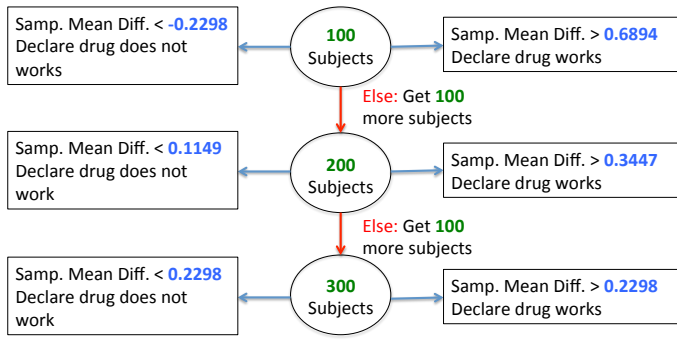 Samp. Mean Diff. < -0.2298
Declare drug does not
works
100
Subjects
Samp. Mean Diff. > 0.6894
Declare drug works
Else: Get 100
more subjects
Samp. Mean Diff. < 0.1149
Declare drug does not
work
200
Subjects
Samp. Mean Diff. > 0.3447
Declare drug works
Else: Get 100
more subjects
Samp. Mean Diff. < 0.2298
Declare drug does not
work
300
Subjects
Samp. Mean Diff. > 0.2298
Declare drug works